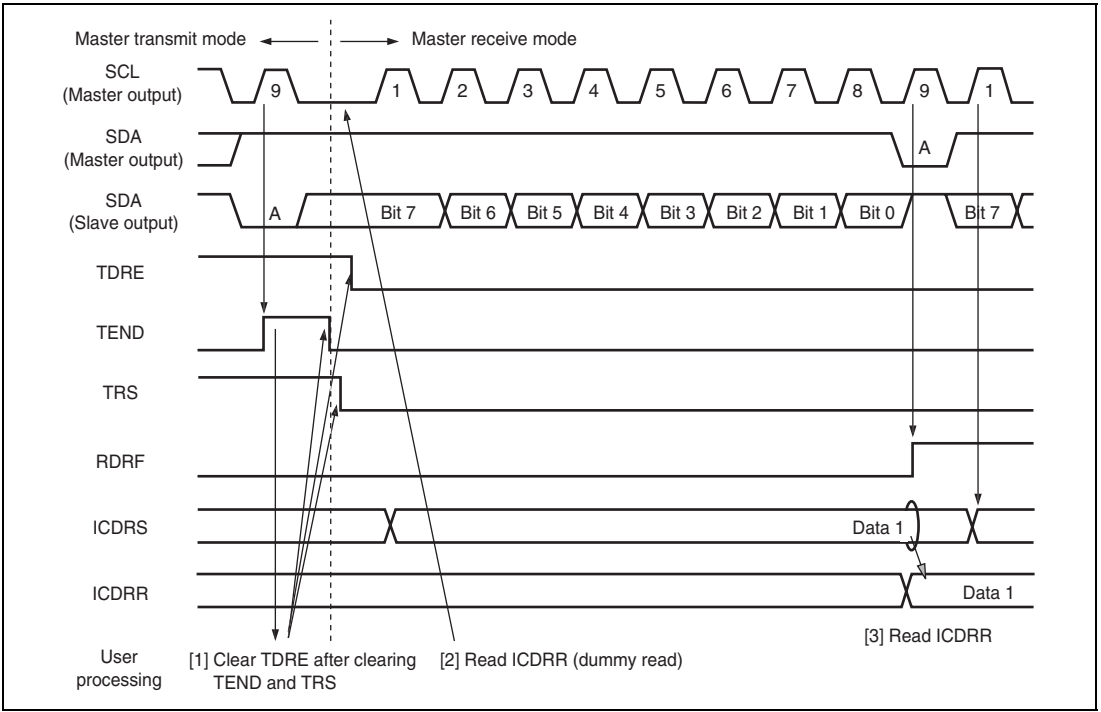 Master transmit mode Master receive mode
SCL
(Master output)
9 1 2 3 4 5 6 7 8 9 1
SDA
(Master output)
A
SDA
(Slave output)
A Bit 7 Bit 6 Bit 5 Bit 4 Bit 3 Bit 2 Bit 1 Bit 0 Bit 7
TDRE
TEND
TRS
RDRF
ICDRS
Data 1
ICDRR
Data 1
User
processing
[1] Clear TDRE after clearing
TEND and TRS
[2] Read ICDRR (dummy read)
[3] Read ICDRR